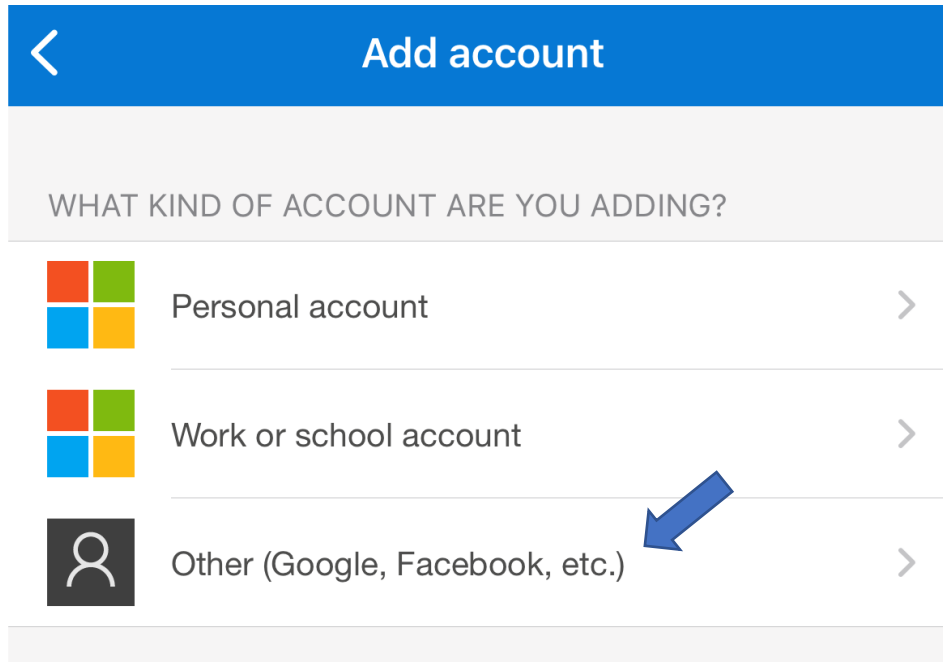 Add account
WHAT KIND OF ACCOUNT ARE YOU ADDING?
Personal account
Work or school account
Other (Google, Facebook, etc.)